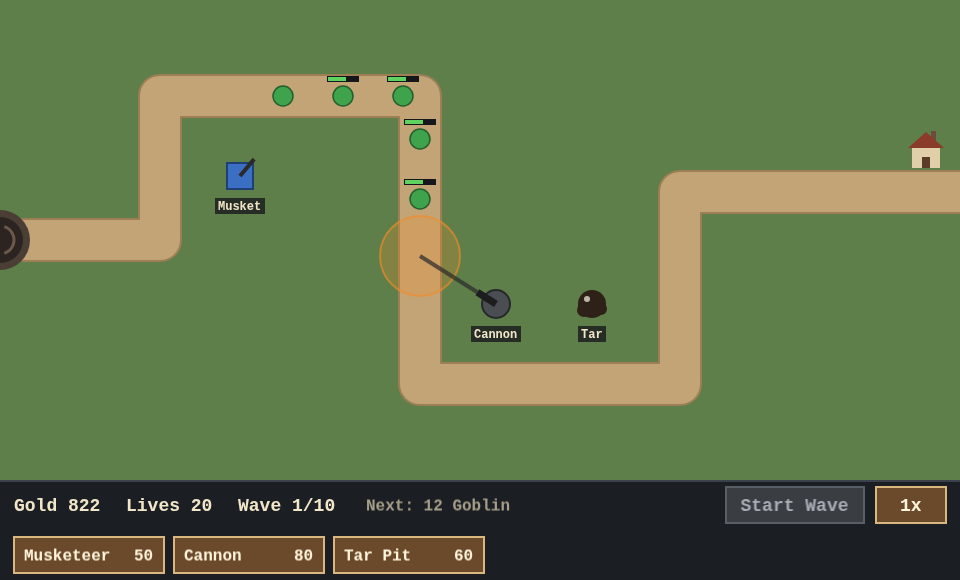 Musket
Cannon
Tar
Gold 822 Lives 20 Wave 1/10 Next: 12 Goblin Start Wave 1x
Musketeer 50 Cannon 80 Tar Pit 60